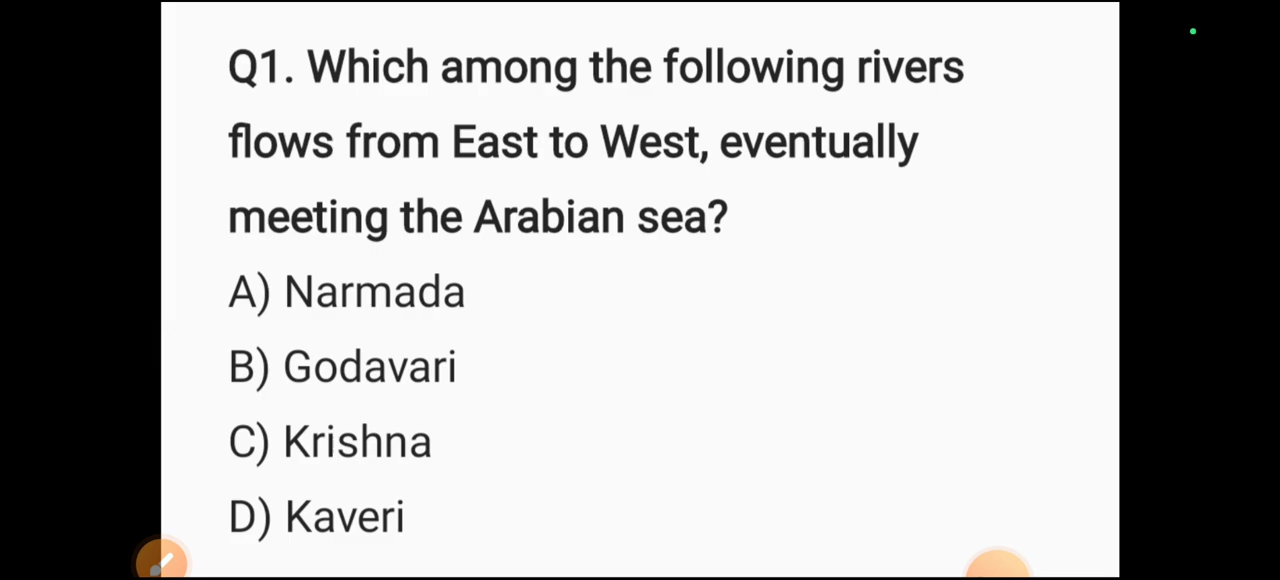 Q1. Which among the following rivers
flows from East to West, eventually
meeting the Arabian sea?
A) Narmada
B) Godavari
C) Krishna
D) Kaveri